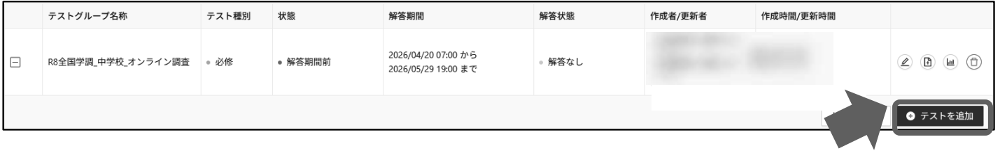 テストグループ名称 テスト種別 状態 解答期間 解答状態 作成者/更新者 作成時間/更新時間
R8全国学調_中学校_オンライン調査 必修 解答期間前 2026/04/20 07:00 から 解答なし
2026/05/29 19:00 まで
テストを追加